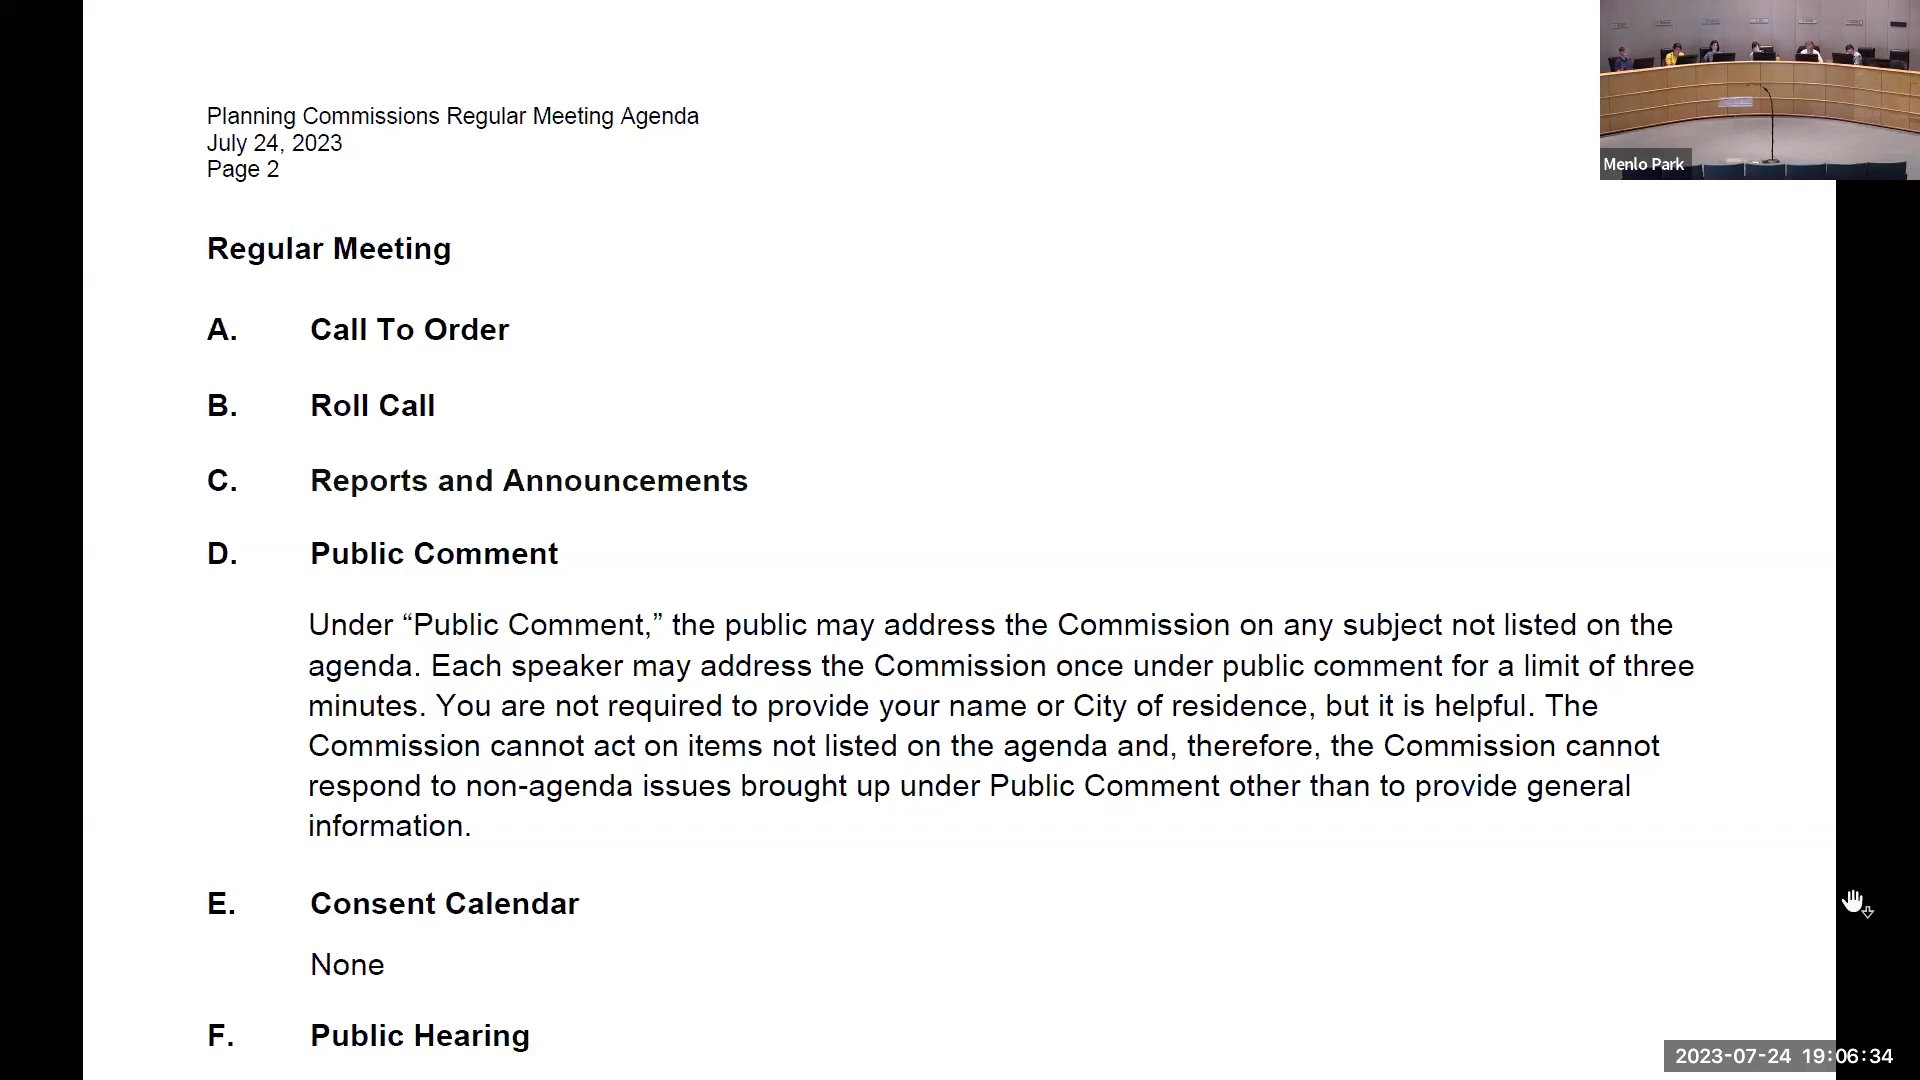 Planning Commissions Regular Meeting Agenda
July 24, 2023
Page 2
Menlo Park
Regular Meeting
A. Call To Order
B. Roll Call
C. Reports and Announcements
D. Public Comment
Under “Public Comment,” the public may address the Commission on any subject not listed on the
agenda. Each speaker may address the Commission once under public comment for a limit of three
minutes. You are not required to provide your name or City of residence, but it is helpful. The
Commission cannot act on items not listed on the agenda and, therefore, the Commission cannot
respond to non-agenda issues brought up under Public Comment other than to provide general
information.
E. Consent Calendar
None
F. Public Hearing
2023-07-24 19:06:34